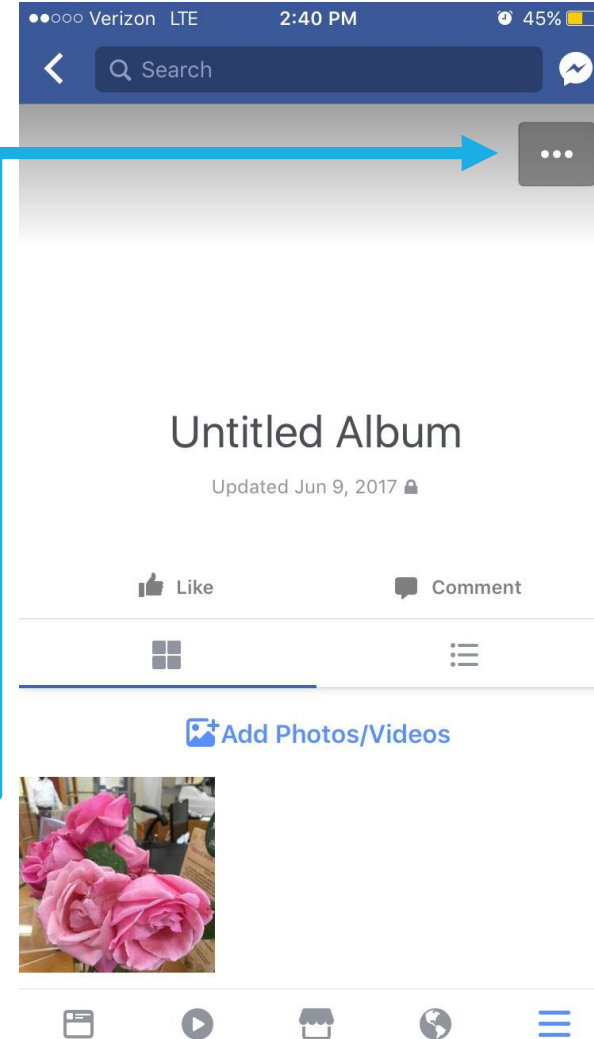 Verizon LTE 2:40 PM 45%
Search
Untitled Album
Updated Jun 9, 2017
Like Comment
Add Photos/Videos